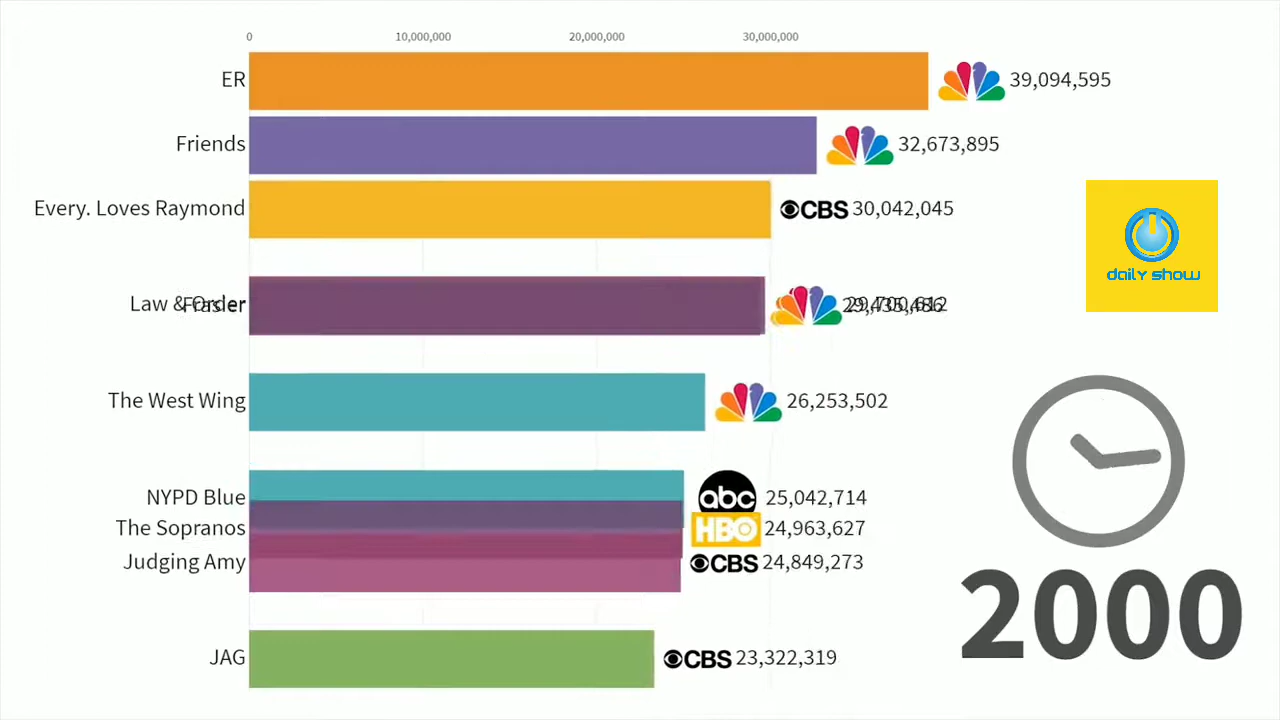 0 10,000,000 20,000,000 30,000,000
ER 39,094,595
Friends 32,673,895
Every. Loves Raymond CBS 30,042,045
daily show
Law & Order
Frasier
The West Wing 26,253,502
NYPD Blue abc 25,042,714
The Sopranos HBO 24,963,627
Judging Amy CBS 24,849,273
2000
JAG CBS 23,322,319